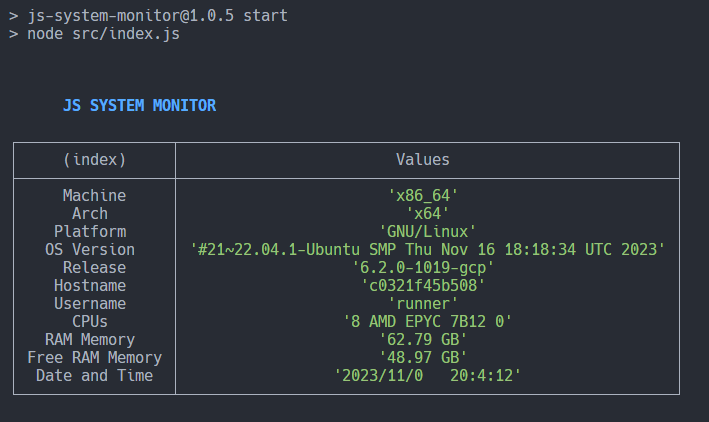 > js-system-monitor@1.0.5 start
> node src/index.js
JS SYSTEM MONITOR
(index) Values
Machine 'x86_64'
Arch 'x64'
Platform 'GNU/Linux'
OS Version '#21~22.04.1-Ubuntu SMP Thu Nov 16 18:18:34 UTC 2023'
Release '6.2.0-1019-gcp'
Hostname 'c0321f45b508'
Username 'runner'
CPUs '8 AMD EPYC 7B12 0'
RAM Memory '62.79 GB'
Free RAM Memory '48.97 GB'
Date and Time '2023/11/0   20:4:12'